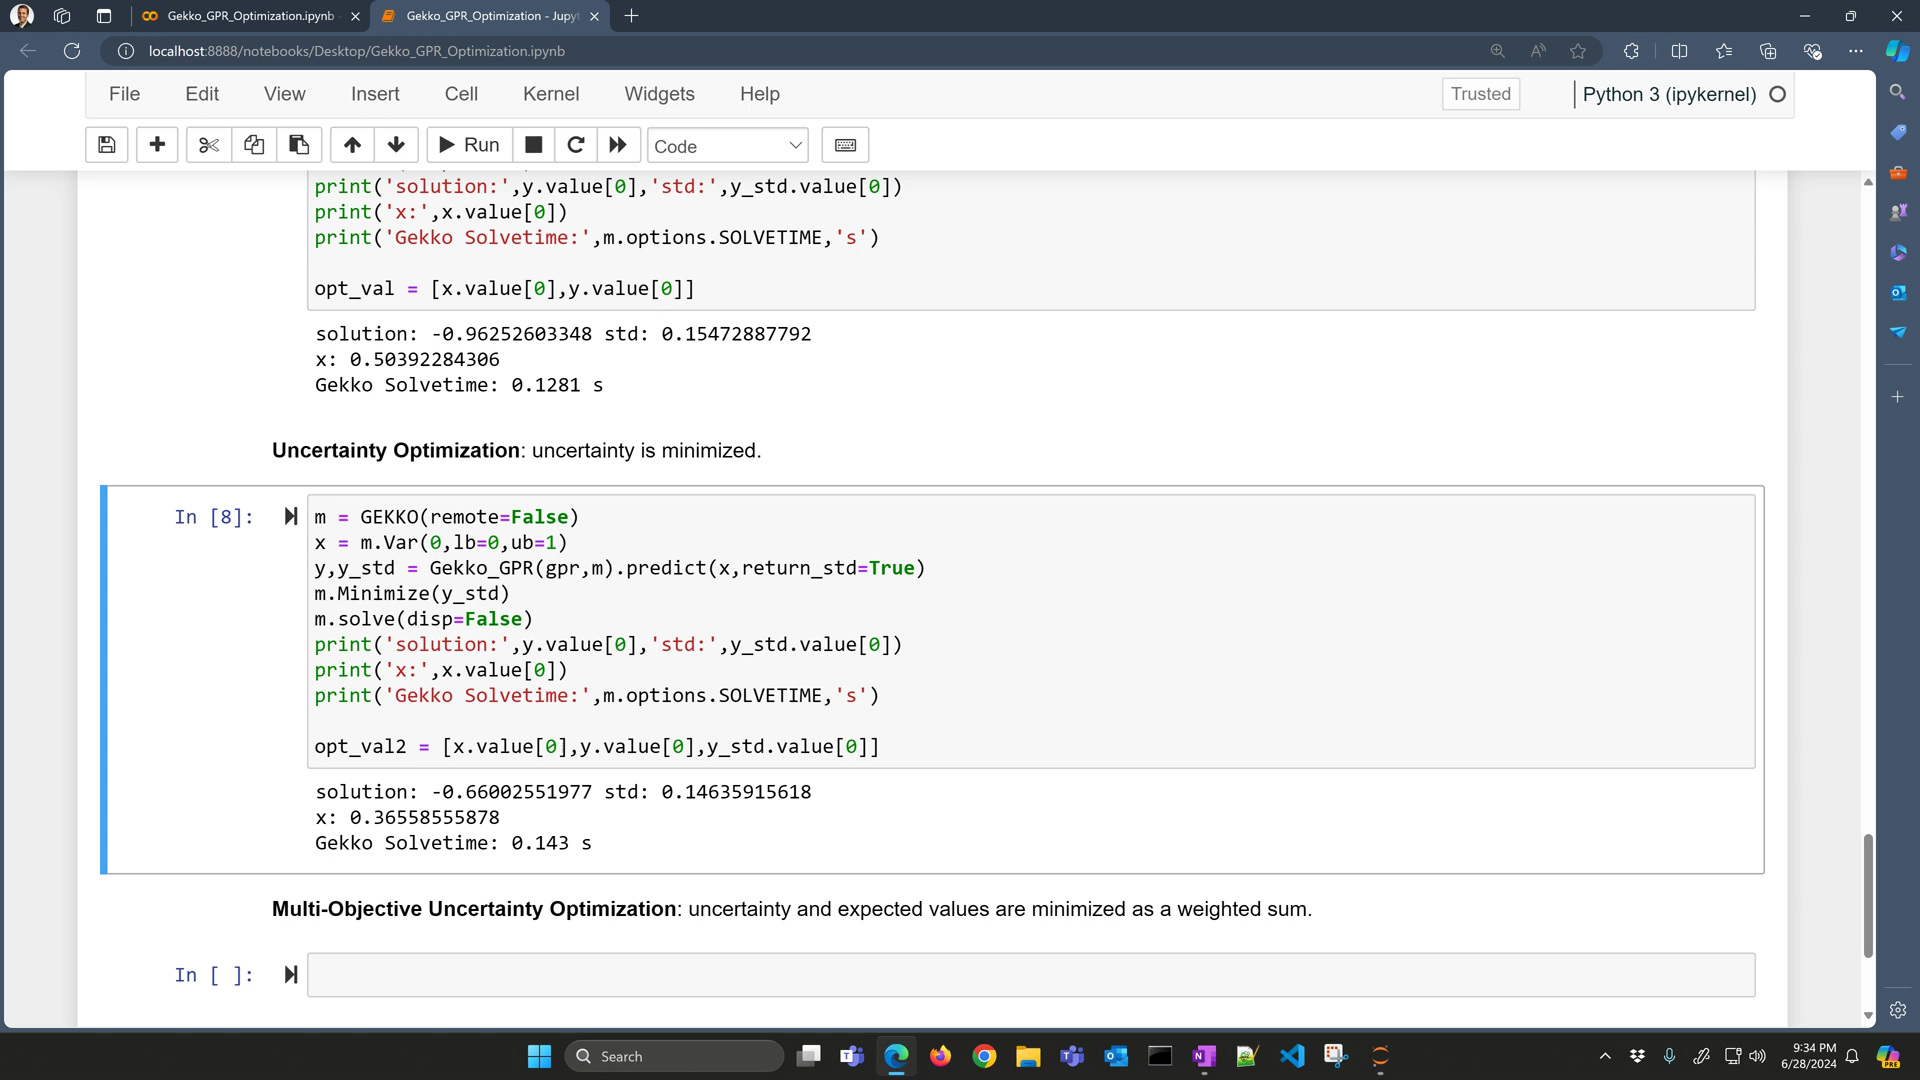 Gekko_GPR_Optimization.ipynb
Gekko_GPR_Optimization - Jupyt
localhost:8888/notebooks/Desktop/Gekko_GPR_Optimization.ipynb
File Edit View Insert Cell Kernel Widgets Help
Trusted
Python 3 (ipykernel)
Run
Code
print('solution:',y.value[0],'std:',y_std.value[0])
print('x:',x.value[0])
print('Gekko Solvetime:',m.options.SOLVETIME,'s')
opt_val = [x.value[0],y.value[0]]
solution: -0.96252603348 std: 0.15472887792
x: 0.50392284306
Gekko Solvetime: 0.1281 s
Uncertainty Optimization: uncertainty is minimized.
In [8]:
m = GEKKO(remote=False)
x = m.Var(0,lb=0,ub=1)
y,y_std = Gekko_GPR(gpr,m).predict(x,return_std=True)
m.Minimize(y_std)
m.solve(disp=False)
print('solution:',y.value[0],'std:',y_std.value[0])
print('x:',x.value[0])
print('Gekko Solvetime:',m.options.SOLVETIME,'s')
opt_val2 = [x.value[0],y.value[0],y_std.value[0]]
solution: -0.66002551977 std: 0.14635915618
x: 0.36558555878
Gekko Solvetime: 0.143 s
Multi-Objective Uncertainty Optimization: uncertainty and expected values are minimized as a weighted sum.
In [ ]:
Search
9:34 PM
6/28/2024
PRE